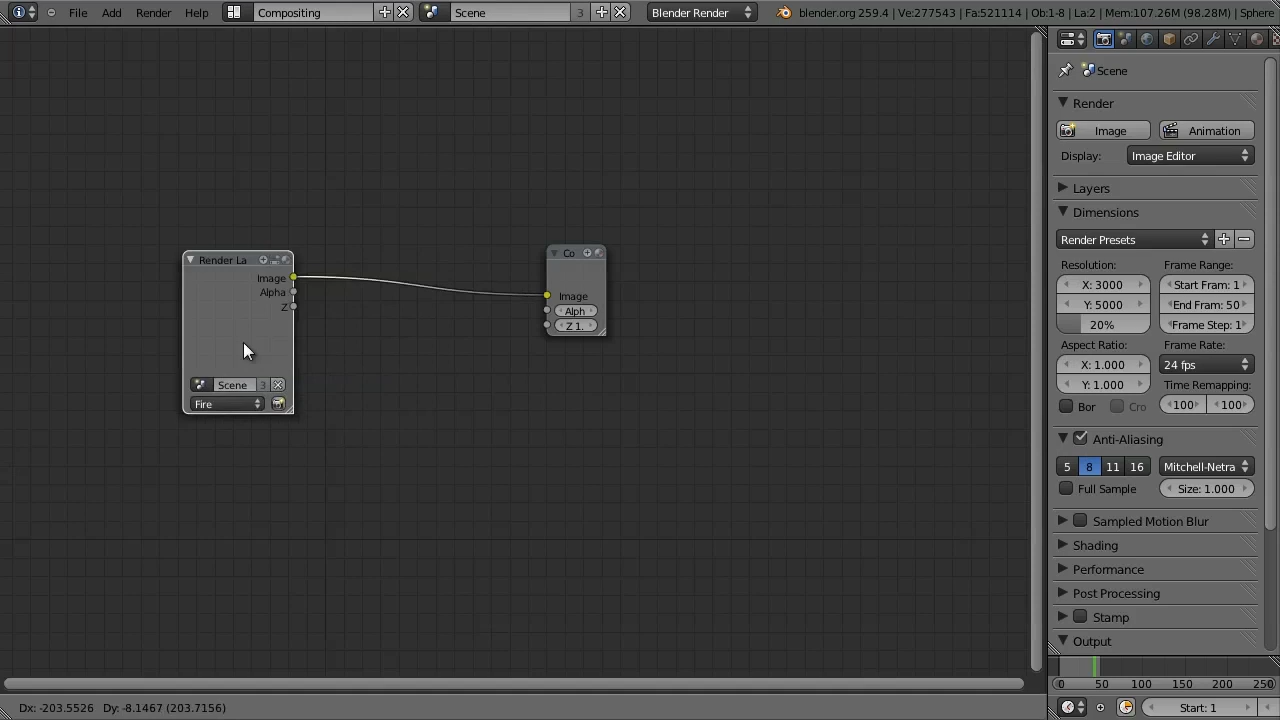 File Add Render Help Compositing Scene 3 Blender Render blender.org 259.4 | Ve:277543 | Fa:521114 | Ob:1-8 | La:2 | Mem:107.26M (98.28M) | Sphere
Scene
Render
Image Animation
Display: Image Editor
Layers
Dimensions
Render Presets
Resolution: Frame Range:
X: 3000 Start Fram: 1
Y: 5000 End Fram: 50
20% Frame Step: 1
Aspect Ratio: Frame Rate:
X: 1.000 24 fps
Y: 1.000 Time Remapping:
Bor Cro 100 100
Anti-Aliasing
5 8 11 16 Mitchell-Netra
Full Sample Size: 1.000
Sampled Motion Blur
Shading
Performance
Post Processing
Stamp
Output
Render La
Image
Alpha
Z
Scene 3
Fire
Co
Image
Alph
Z 1.
0 50 100 150 200 250
Dx: -203.5526 Dy: -8.1467 (203.7156)
Start: 1